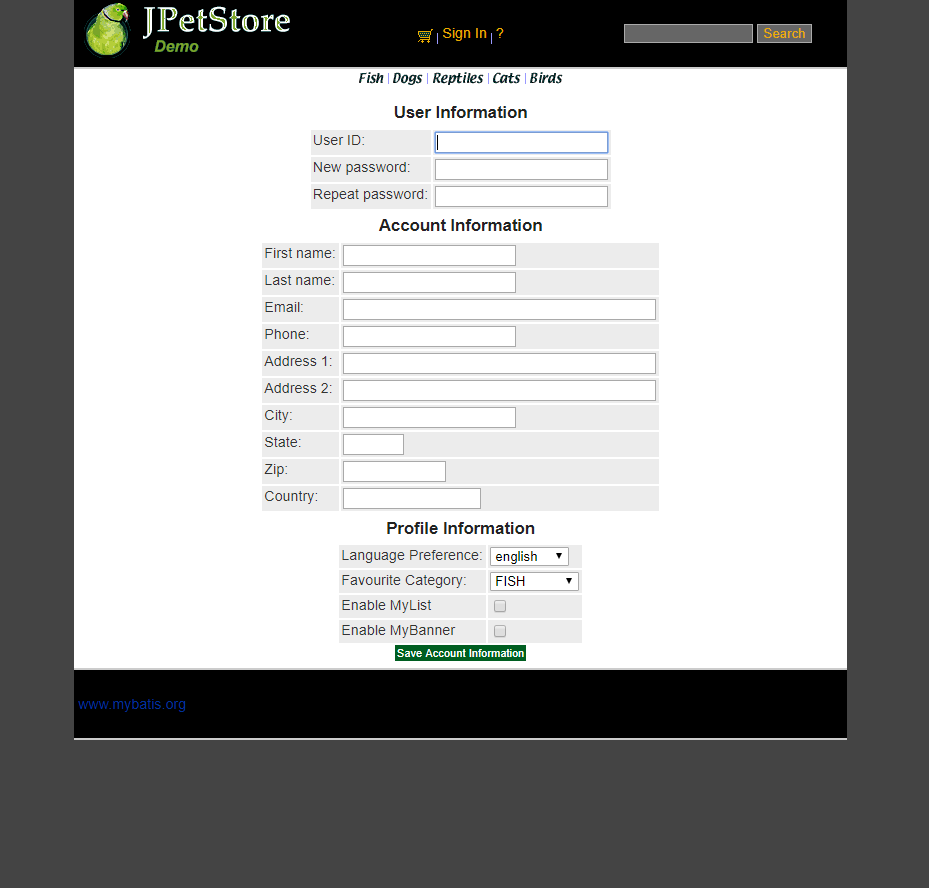 JPetStore
Demo
Sign In | ?
Search
Fish | Dogs | Reptiles | Cats | Birds
User Information
User ID:
New password:
Repeat password:
Account Information
First name:
Last name:
Email:
Phone:
Address 1:
Address 2:
City:
State:
Zip:
Country:
Profile Information
Language Preference: english
Favourite Category: FISH
Enable MyList
Enable MyBanner
Save Account Information
www.mybatis.org